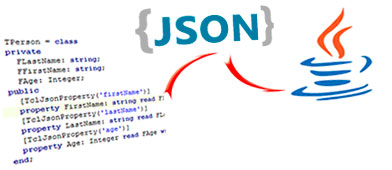 {JSON}
TPerson = class
private
FLastName: string;
FFirstName: string;
FAge: Integer;
public
[TclJsonProperty("firstName")]
property FirstName: string read
[TclJsonProperty("lastName")]
property LastName: string read
[TclJsonProperty("age")]
property Age: Integer read FAge
end;